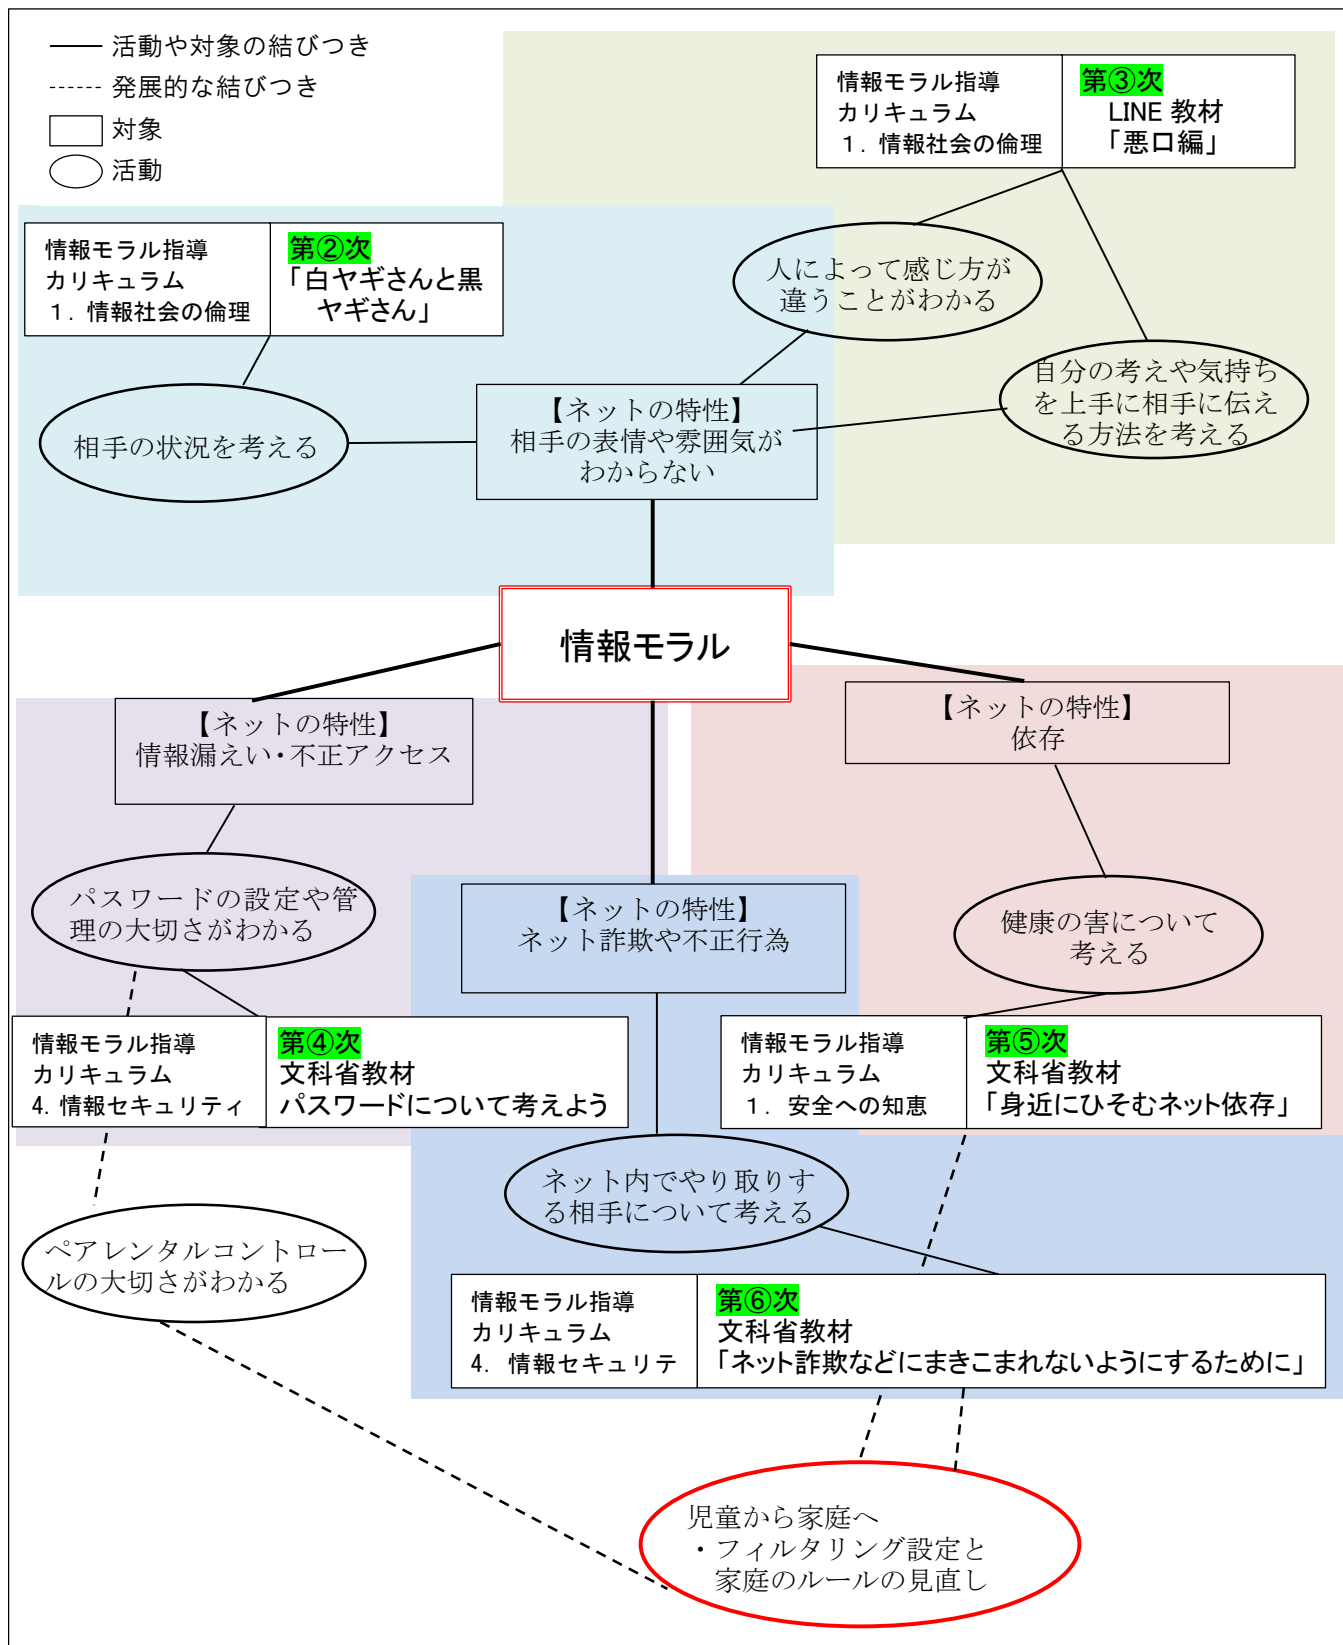 活動や対象の結びつき
発展的な結びつき
対象
活動
情報モラル指導
カリキュラム
１．情報社会の倫理
第③次
LINE 教材
「悪口編」
情報モラル指導
カリキュラム
１．情報社会の倫理
第②次
「白ヤギさんと黒
ヤギさん」
人によって感じ方が
違うことがわかる
自分の考えや気持ち
を上手に相手に伝え
る方法を考える
相手の状況を考える
【ネットの特性】
相手の表情や雰囲気が
わからない
情報モラル
【ネットの特性】
情報漏えい・不正アクセス
【ネットの特性】
依存
パスワードの設定や管
理の大切さがわかる
【ネットの特性】
ネット詐欺や不正行為
健康の害について
考える
情報モラル指導
カリキュラム
4. 情報セキュリティ
第④次
文科省教材
パスワードについて考えよう
情報モラル指導
カリキュラム
１．安全への知恵
第⑤次
文科省教材
「身近にひそむネット依存」
ネット内でやり取りす
る相手について考える
ペアレンタルコントロー
ルの大切さがわかる
情報モラル指導
カリキュラム
4．情報セキュリテ
第⑥次
文科省教材
「ネット詐欺などにまきこまれないようにするために」
児童から家庭へ
・フィルタリング設定と
家庭のルールの見直し